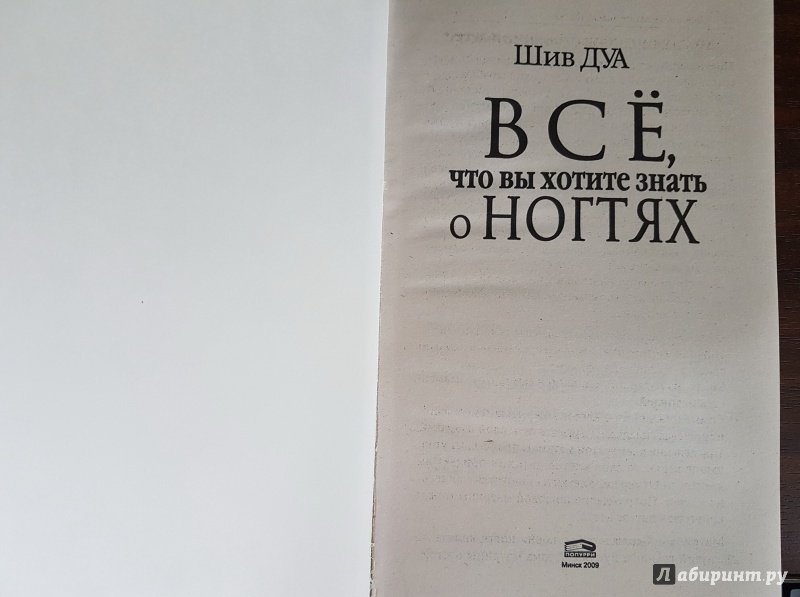 Шив ДУА
ВСЁ,
что вы хотите знать
о НОГТЯХ
ПОПУРРИ
Минск 2009
Лабиринт.ру